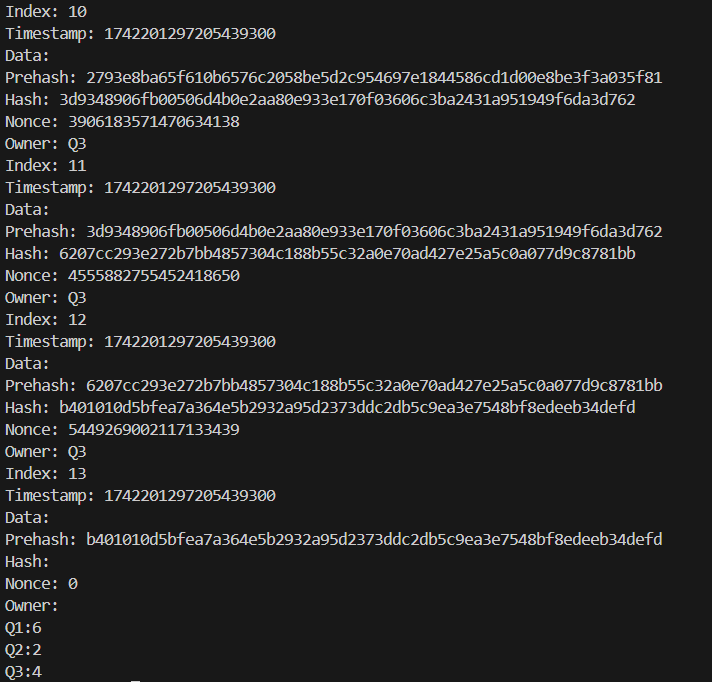 Index: 10
Timestamp: 1742201297205439300
Data:
Prehash: 2793e8ba65f610b6576c2058be5d2c954697e1844586cd1d00e8be3f3a035f81
Hash: 3d9348906fb00506d4b0e2aa80e933e170f03606c3ba2431a951949f6da3d762
Nonce: 3906183571470634138
Owner: Q3
Index: 11
Timestamp: 1742201297205439300
Data:
Prehash: 3d9348906fb00506d4b0e2aa80e933e170f03606c3ba2431a951949f6da3d762
Hash: 6207cc293e272b7bb4857304c188b55c32a0e70ad427e25a5c0a077d9c8781bb
Nonce: 4555882755452418650
Owner: Q3
Index: 12
Timestamp: 1742201297205439300
Data:
Prehash: 6207cc293e272b7bb4857304c188b55c32a0e70ad427e25a5c0a077d9c8781bb
Hash: b401010d5bfea7a364e5b2932a95d2373ddc2db5c9ea3e7548bf8edeeb34defd
Nonce: 5449269002117133439
Owner: Q3
Index: 13
Timestamp: 1742201297205439300
Data:
Prehash: b401010d5bfea7a364e5b2932a95d2373ddc2db5c9ea3e7548bf8edeeb34defd
Hash:
Nonce: 0
Owner:
Q1:6
Q2:2
Q3:4